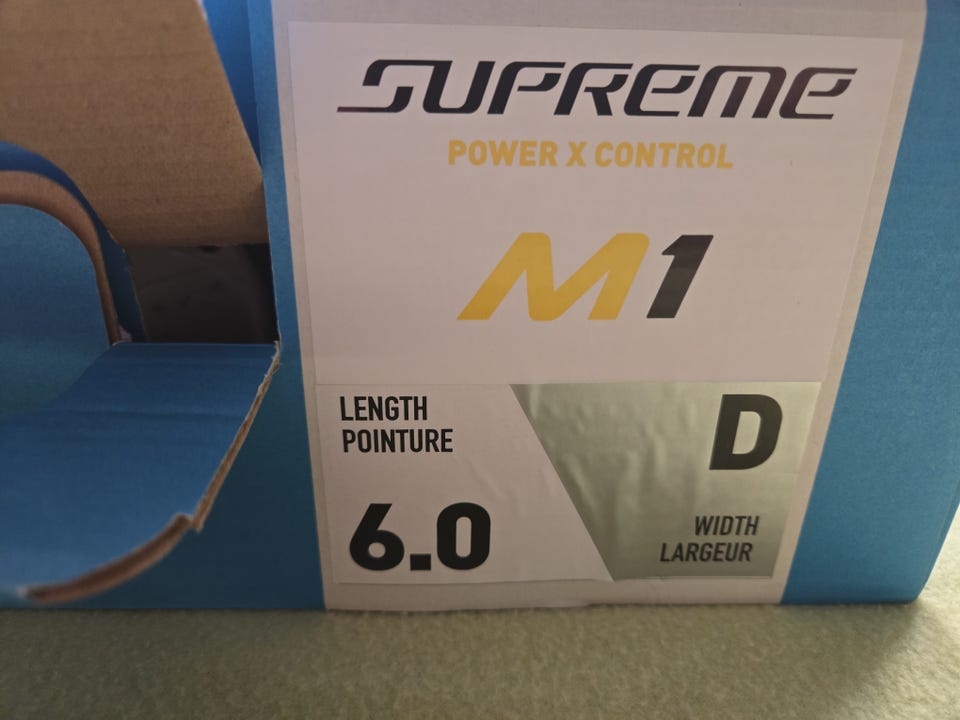 SUPREME
POWER X CONTROL
M1
LENGTH
POINTURE
6.0
D
WIDTH
LARGEUR